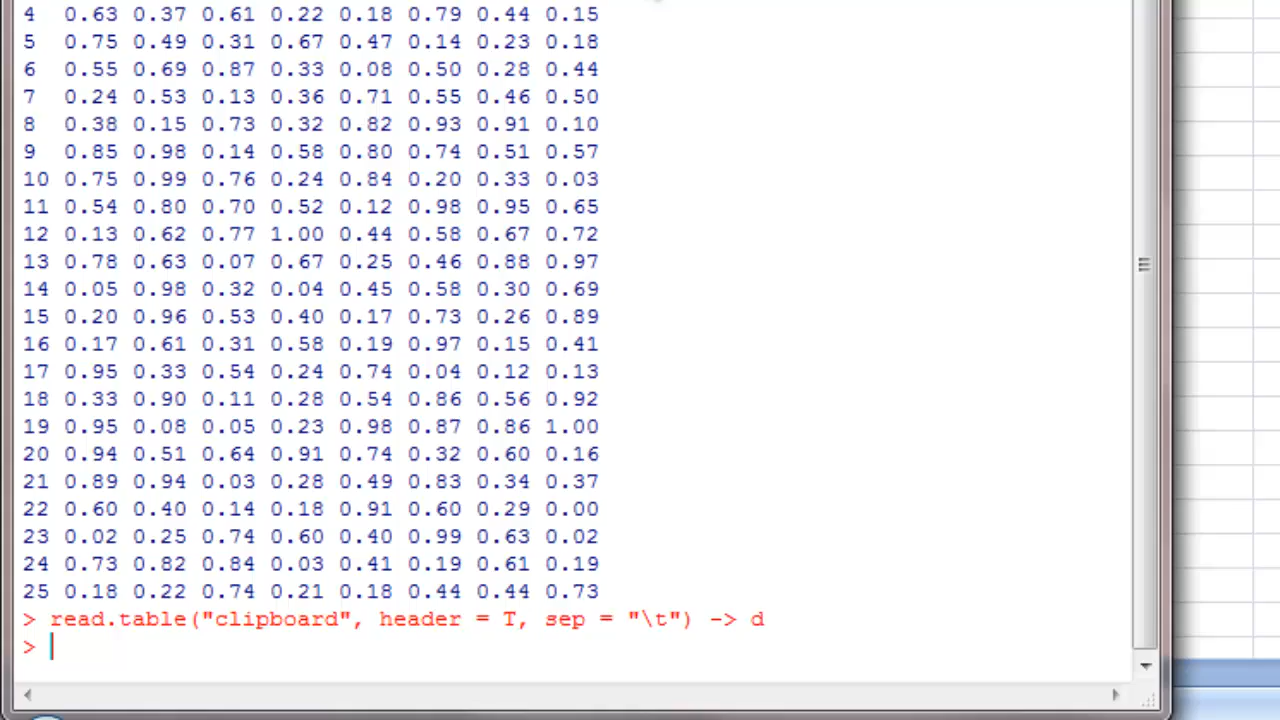 4 0.63 0.37 0.61 0.22 0.18 0.79 0.44 0.15
5 0.75 0.49 0.31 0.67 0.47 0.14 0.23 0.18
6 0.55 0.69 0.87 0.33 0.08 0.50 0.28 0.44
7 0.24 0.53 0.13 0.36 0.71 0.55 0.46 0.50
8 0.38 0.15 0.73 0.32 0.82 0.93 0.91 0.10
9 0.85 0.98 0.14 0.58 0.80 0.74 0.51 0.57
10 0.75 0.99 0.76 0.24 0.84 0.20 0.33 0.03
11 0.54 0.80 0.70 0.52 0.12 0.98 0.95 0.65
12 0.13 0.62 0.77 1.00 0.44 0.58 0.67 0.72
13 0.78 0.63 0.07 0.67 0.25 0.46 0.88 0.97
14 0.05 0.98 0.32 0.04 0.45 0.58 0.30 0.69
15 0.20 0.96 0.53 0.40 0.17 0.73 0.26 0.89
16 0.17 0.61 0.31 0.58 0.19 0.97 0.15 0.41
17 0.95 0.33 0.54 0.24 0.74 0.04 0.12 0.13
18 0.33 0.90 0.11 0.28 0.54 0.86 0.56 0.92
19 0.95 0.08 0.05 0.23 0.98 0.87 0.86 1.00
20 0.94 0.51 0.64 0.91 0.74 0.32 0.60 0.16
21 0.89 0.94 0.03 0.28 0.49 0.83 0.34 0.37
22 0.60 0.40 0.14 0.18 0.91 0.60 0.29 0.00
23 0.02 0.25 0.74 0.60 0.40 0.99 0.63 0.02
24 0.73 0.82 0.84 0.03 0.41 0.19 0.61 0.19
25 0.18 0.22 0.74 0.21 0.18 0.44 0.44 0.73
> read.table("clipboard", header = T, sep = "\t") -> d
>